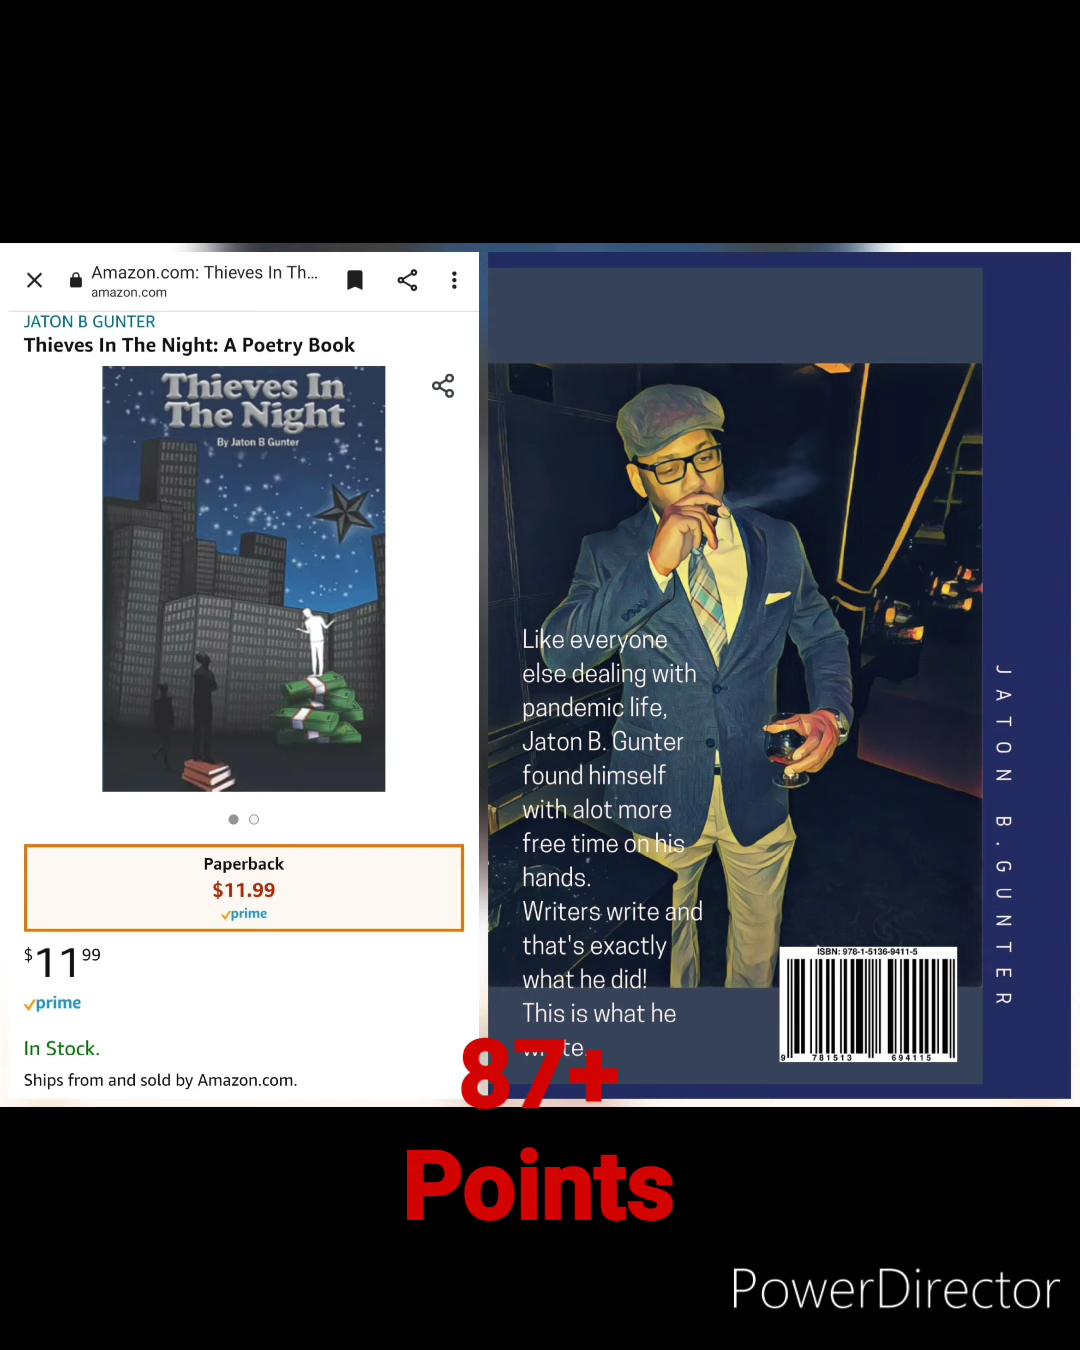 Amazon.com: Thieves In Th...
amazon.com
JATON B GUNTER
Thieves In The Night: A Poetry Book
Thieves In
The Night
By Jaton B Gunter
Paperback
$11.99
prime
$11 99
prime
In Stock.
Ships from and sold by Amazon.com.
Like everyone
else dealing with
pandemic life,
Jaton B. Gunter
found himself
with alot more
free time on his
hands.
Writers write and
that's exactly
what he did!
This is what he
JATON B.GUNTER
ISBN: 978-1-5136-9411-5
9 781513 694115
87+
Points
PowerDirector